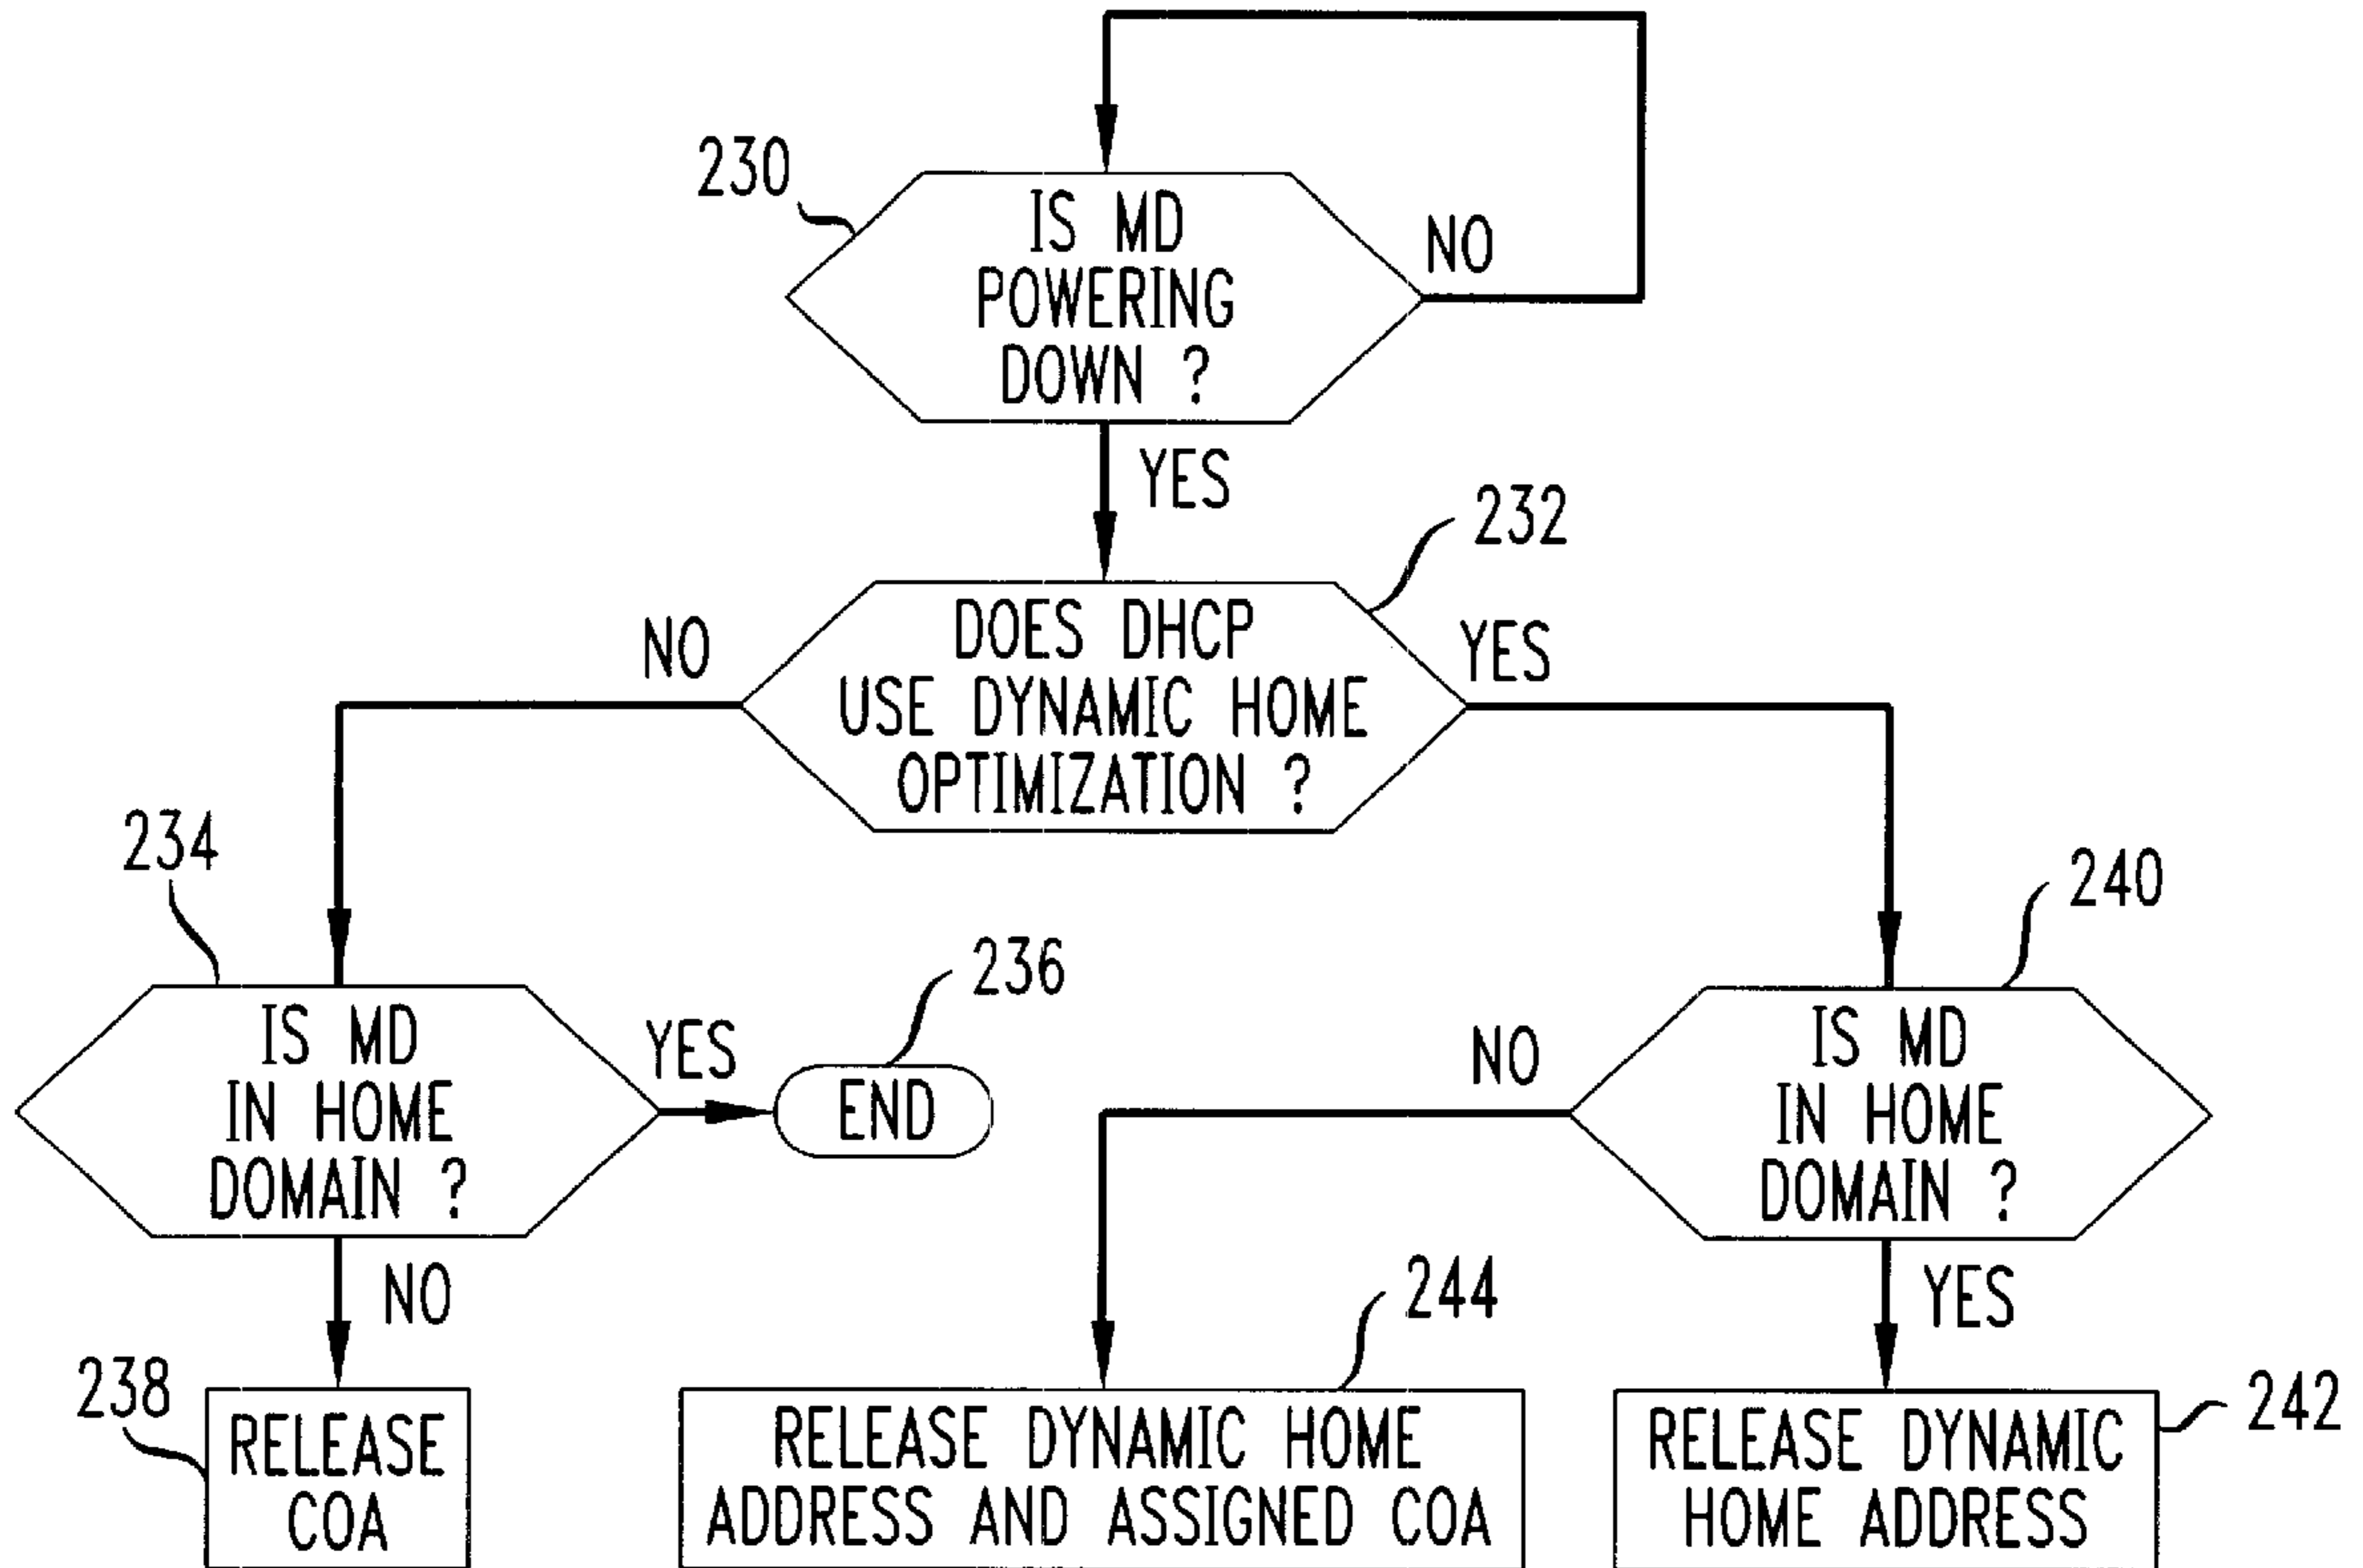 230
IS MD
POWERING
DOWN ?
NO
YES
232
DOES DHCP
USE DYNAMIC HOME
OPTIMIZATION ?
NO
YES
234
IS MD
IN HOME
DOMAIN ?
YES
236
END
NO
238
RELEASE
COA
240
IS MD
IN HOME
DOMAIN ?
NO
YES
244
RELEASE DYNAMIC HOME
ADDRESS AND ASSIGNED COA
242
RELEASE DYNAMIC
HOME ADDRESS